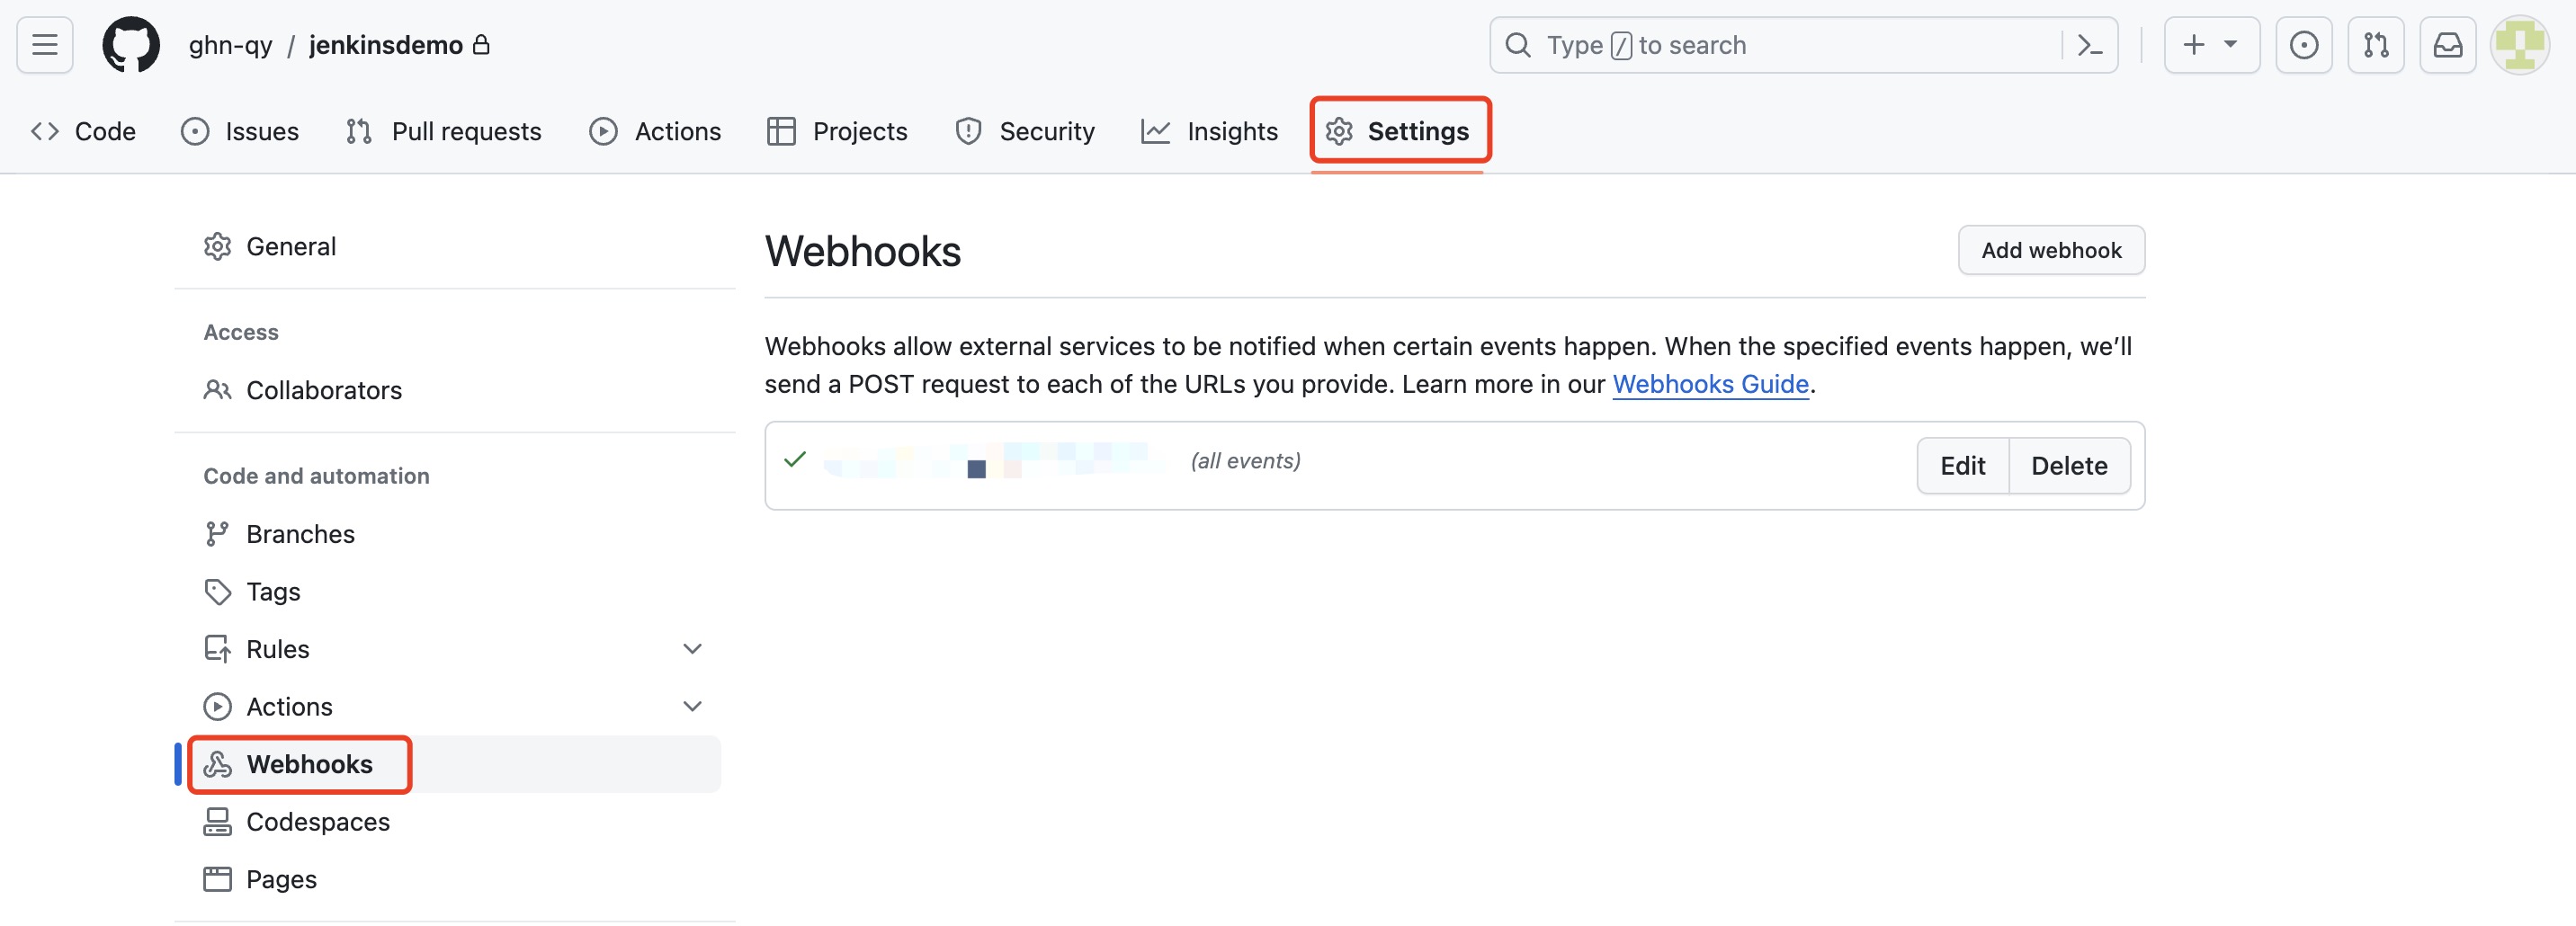 ghn-qy / jenkinsdemo
Type / to search
Code Issues Pull requests Actions Projects Security Insights Settings
General
Access
Collaborators
Code and automation
Branches
Tags
Rules
Actions
Webhooks
Codespaces
Pages
Webhooks
Add webhook
Webhooks allow external services to be notified when certain events happen. When the specified events happen, we’ll
send a POST request to each of the URLs you provide. Learn more in our Webhooks Guide.
(all events)
Edit Delete